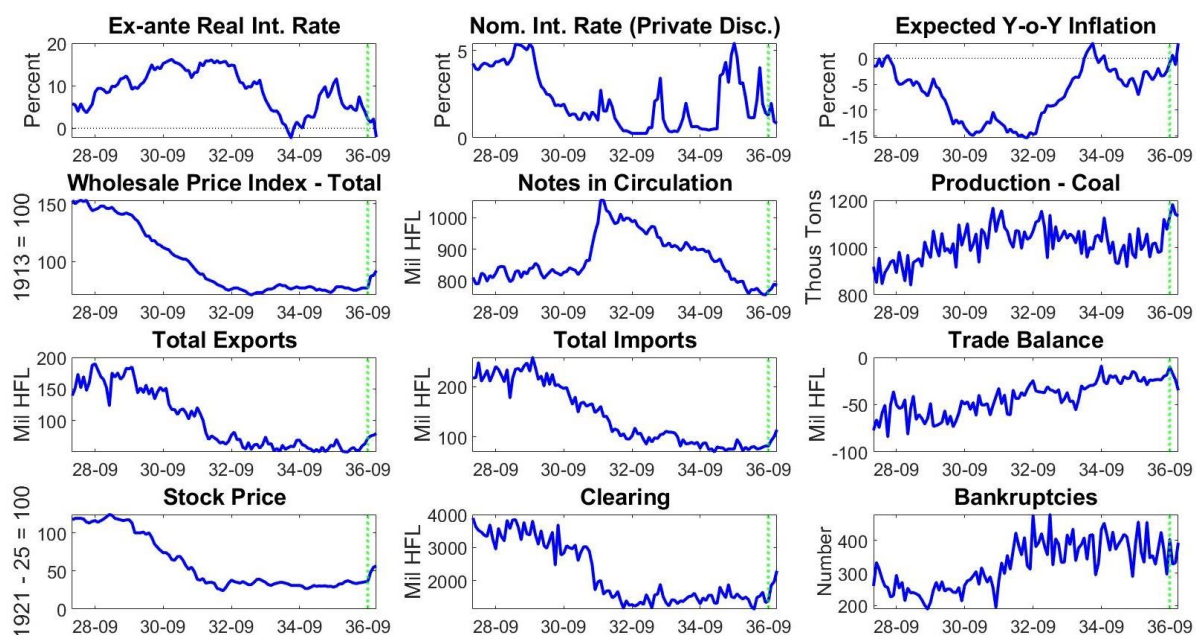 Ex-ante Real Int. Rate
Percent
20
10
0
28-09 30-09 32-09 34-09 36-09
Nom. Int. Rate (Private Disc.)
Percent
5
0
28-09 30-09 32-09 34-09 36-09
Expected Y-o-Y Inflation
Percent
0
-5
-10
-15
28-09 30-09 32-09 34-09 36-09
Wholesale Price Index - Total
1913 = 100
150
100
28-09 30-09 32-09 34-09 36-09
Notes in Circulation
Mil HFL
1000
900
800
28-09 30-09 32-09 34-09 36-09
Production - Coal
Thous Tons
1200
1000
800
28-09 30-09 32-09 34-09 36-09
Total Exports
Mil HFL
200
150
100
28-09 30-09 32-09 34-09 36-09
Total Imports
Mil HFL
200
100
28-09 30-09 32-09 34-09 36-09
Trade Balance
Mil HFL
0
-50
-100
28-09 30-09 32-09 34-09 36-09
Stock Price
1921 - 25 = 100
100
50
0
28-09 30-09 32-09 34-09 36-09
Clearing
Mil HFL
4000
3000
2000
28-09 30-09 32-09 34-09 36-09
Bankruptcies
Number
400
300
200
28-09 30-09 32-09 34-09 36-09